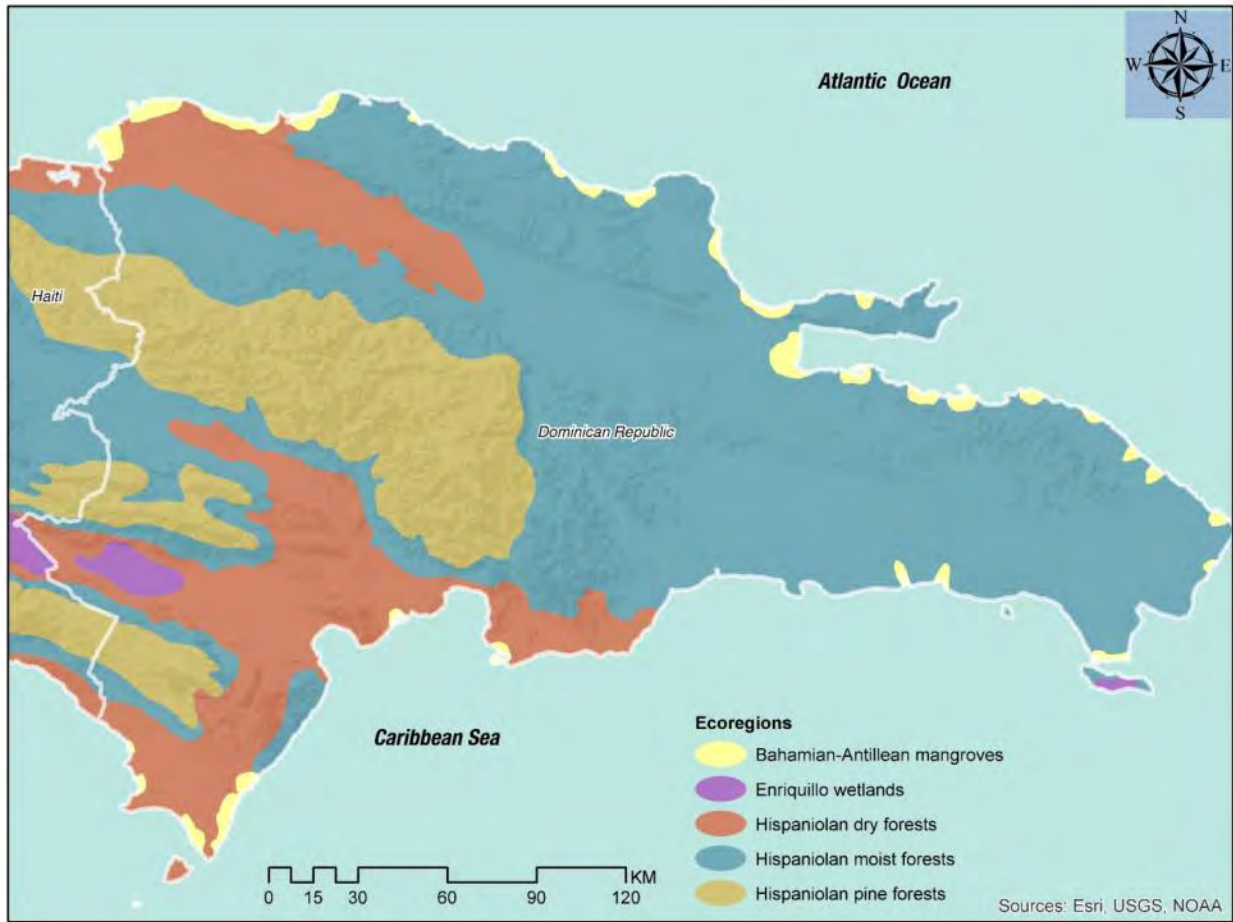 N
W E
S
Atlantic Ocean
Haiti
Dominican Republic
Caribbean Sea
Ecoregions
Bahamian-Antillean mangroves
Enriquillo wetlands
Hispaniolan dry forests
Hispaniolan moist forests
Hispaniolan pine forests
KM
0 15 30 60 90 120
Sources: Esri, USGS, NOAA